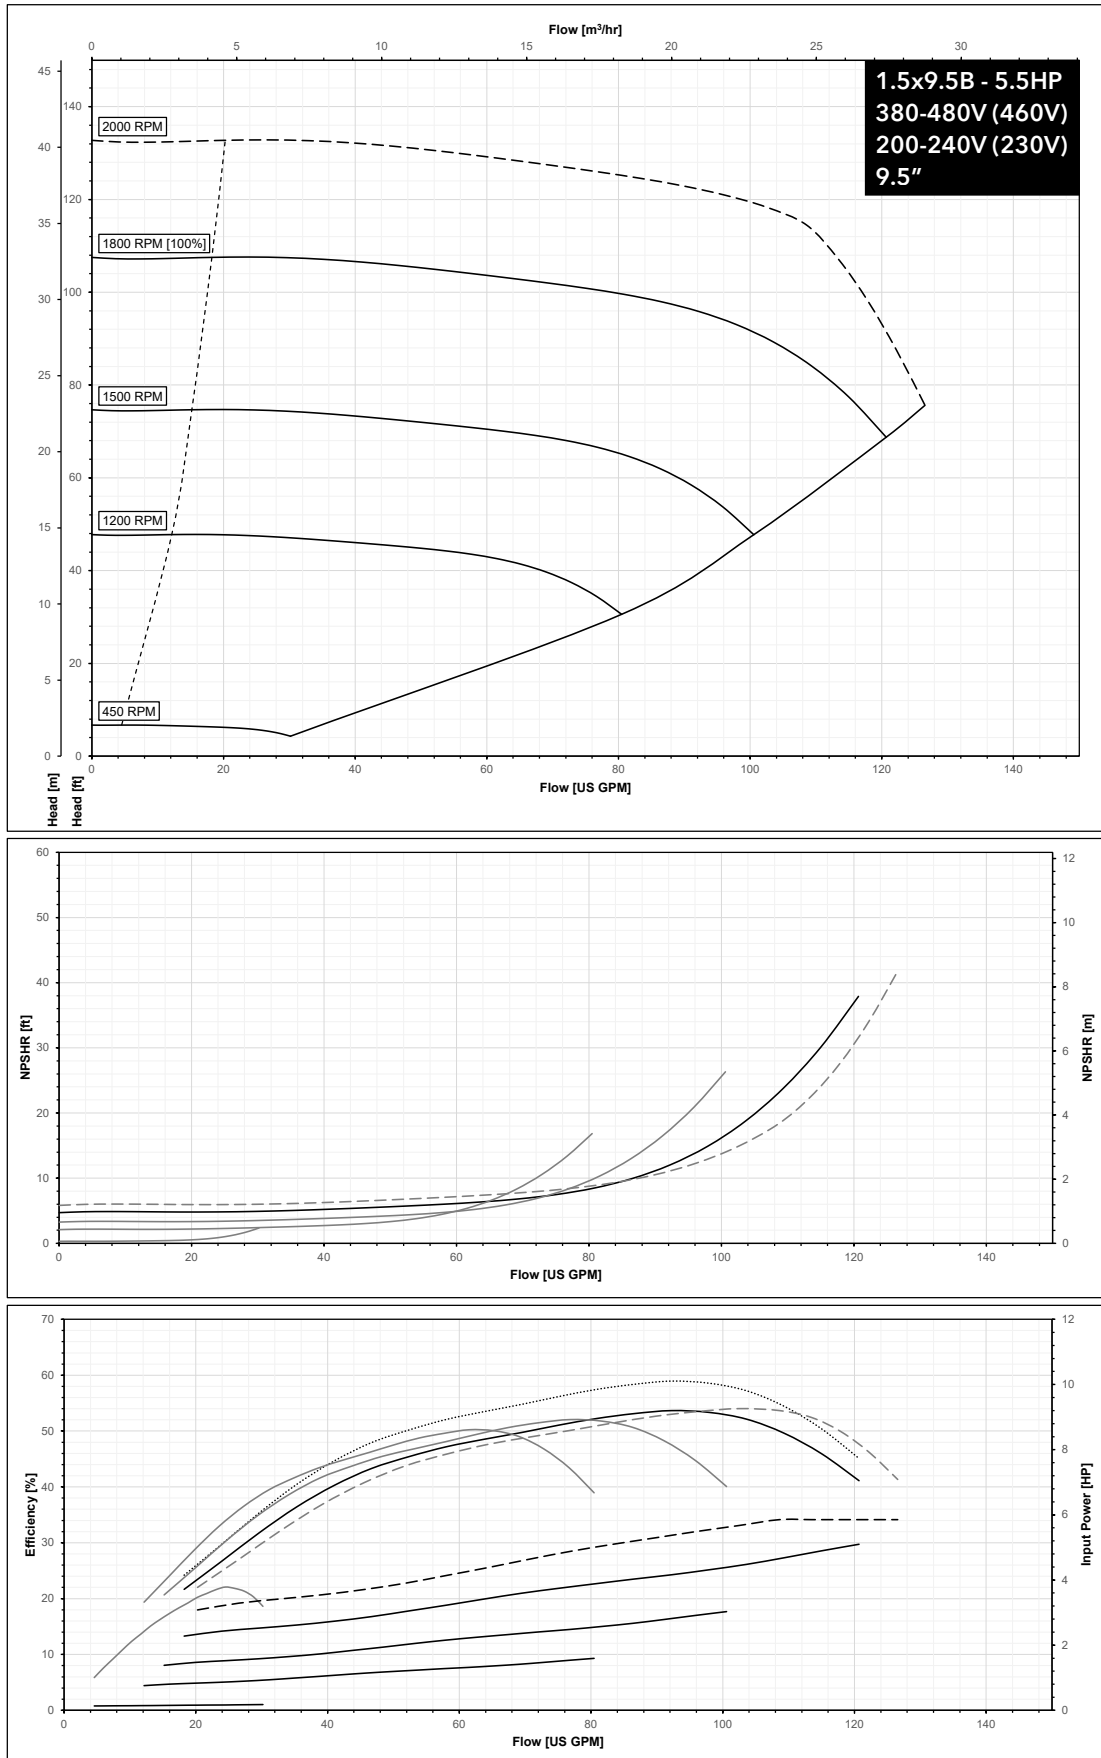 Flow [m³/hr]
0 5 10 15 20 25 30
1.5x9.5B - 5.5HP
380-480V (460V)
200-240V (230V)
9.5″
45
40
35
30
25
20
15
10
5
0
140
120
100
80
60
40
20
0
2000 RPM
1800 RPM [100%]
1500 RPM
1200 RPM
450 RPM
0 20 40 60 80 100 120 140
Flow [US GPM]
Head [m]
Head [ft]
60
50
40
30
20
10
0
NPSHR [ft]
12
10
8
6
4
2
0
NPSHR [m]
0 20 40 60 80 100 120 140
Flow [US GPM]
70
60
50
40
30
20
10
0
Efficiency [%]
12
10
8
6
4
2
0
Input Power [HP]
0 20 40 60 80 100 120 140
Flow [US GPM]